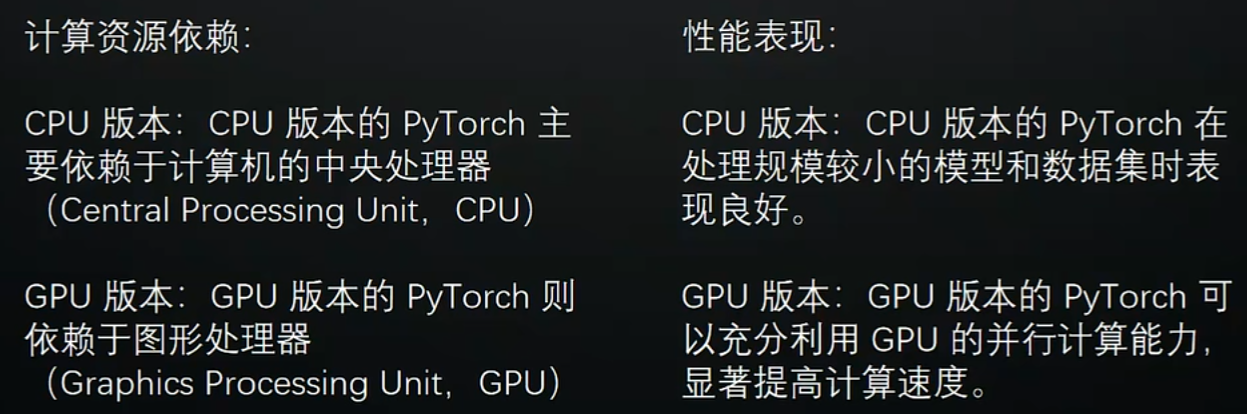 计算资源依赖：
CPU 版本：CPU 版本的 PyTorch 主
要依赖于计算机的中央处理器
（Central Processing Unit，CPU）
GPU 版本：GPU 版本的 PyTorch 则
依赖于图形处理器
（Graphics Processing Unit，GPU）
性能表现：
CPU 版本：CPU 版本的 PyTorch 在
处理规模较小的模型和数据集时表
现良好。
GPU 版本：GPU 版本的 PyTorch 可
以充分利用 GPU 的并行计算能力，
显著提高计算速度。